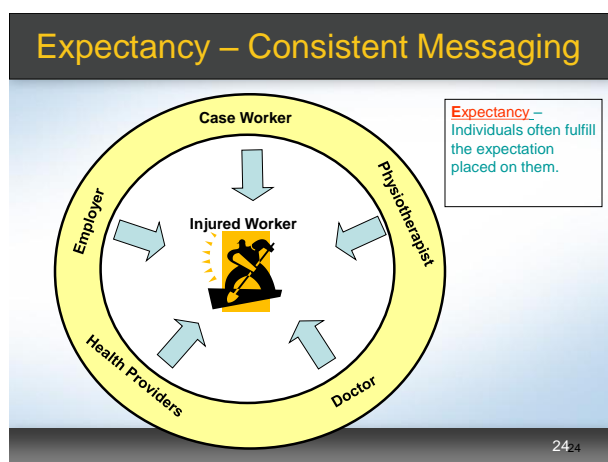 Expectancy – Consistent Messaging
Case Worker
Expectancy –
Individuals often fulfill
the expectation
placed on them.
Physiotherapist
Employer
Injured Worker
Health Providers
Doctor
24
24